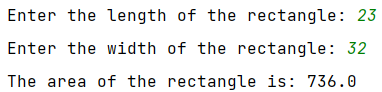 Enter the length of the rectangle: 23
Enter the width of the rectangle: 32
The area of the rectangle is: 736.0